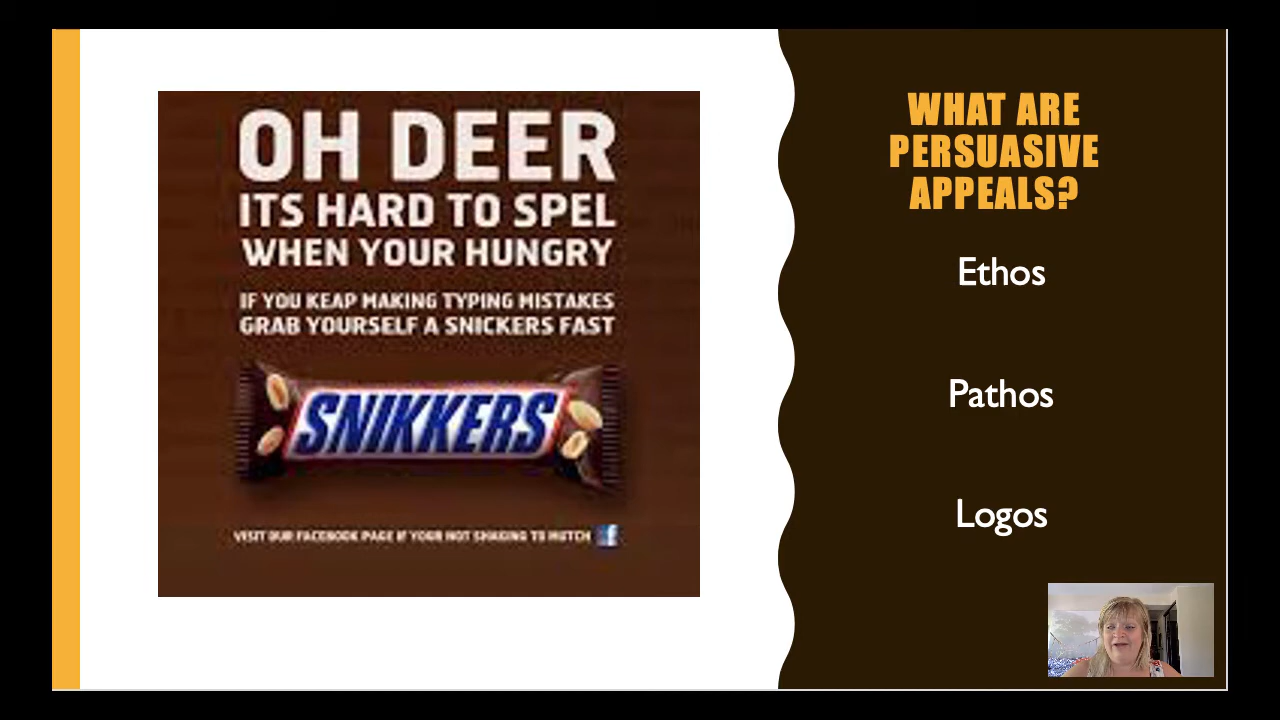 OH DEER
ITS HARD TO SPEL
WHEN YOUR HUNGRY
IF YOU KEAP MAKING TYPING MISTAKES
GRAB YOURSELF A SNICKERS FAST
SNIKKERS
VISIT OUR FACEBOOK PAGE IF YOUR NOT SHAKING TO MUTCH
f
WHAT ARE
PERSUASIVE
APPEALS?
Ethos
Pathos
Logos